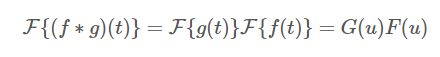 ℱ{(f ∗ g)(t)} = ℱ{g(t)}ℱ{f(t)} = G(u)F(u)